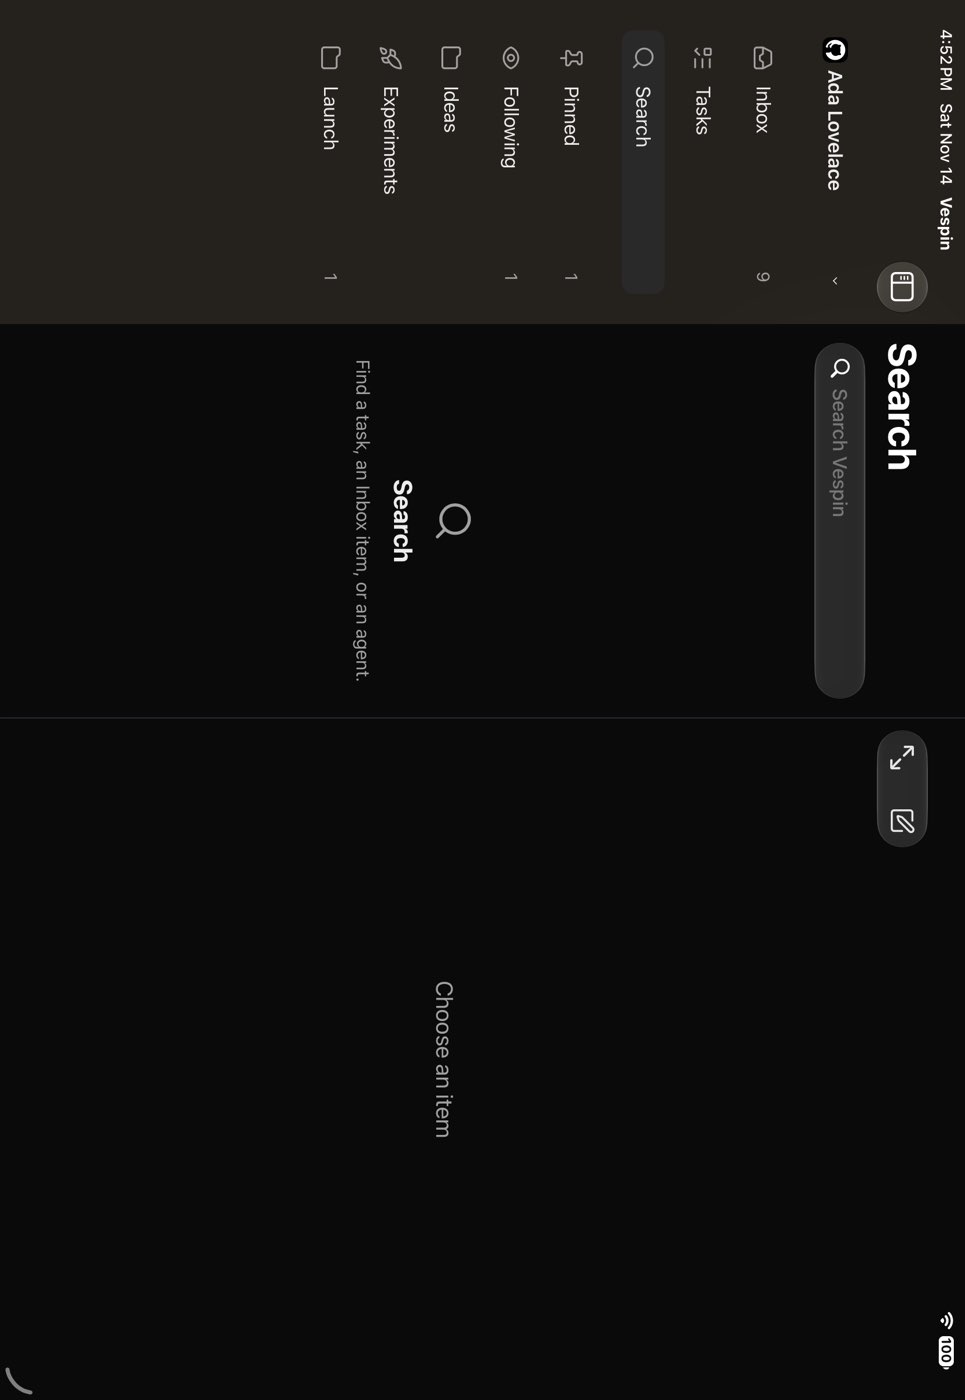 4:52 PM Sat Nov 14 Vespin
100
Ada Lovelace
Inbox 9
Tasks
Search
Pinned 1
Following 1
Ideas
Experiments
Launch 1
Search
Search Vespin
Search
Find a task, an Inbox item, or an agent.
Choose an item